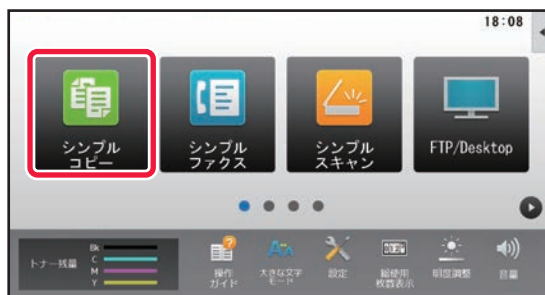 18:08
シンプル
コピー
シンプル
ファクス
シンプル
スキャン
FTP/Desktop
トナー残量
Bk
C
M
Y
操作
ガイド
大きな文字
モード
設定
総使用
枚数表示
明度調整
音量